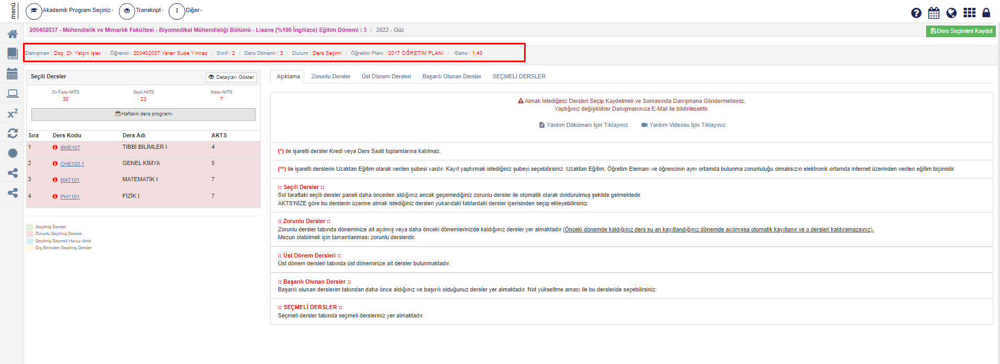 menü
Akademik Program Seçiniz -
Transkript -
Diğer -
200402037 - Mühendislik ve Mimarlık Fakültesi - Biyomedikal Mühendisliği Bölümü - Lisans (%100 İngilizce) Eğitim Dönemi : 3 / 2022 - Güz
Ders Seçimimi Kaydet
Danışman : Doç. Dr. Yalçın İşler / Öğrenci : 200402037 Yaren Sude Yılmaz / Sınıf : 2 / Ders Dönemi : 3 / Durum : Ders Seçimi / Öğretim Planı : 2017 ÖĞRETİM PLANI / Gano : 1,43
Seçili Dersler
Detayları Göster
En Fazla AKTS Seçili AKTS Kalan AKTS
30 23 7
Haftalık ders programı
Sıra Ders Kodu Ders Adı AKTS
1 BME107 TIBBİ BİLİMLER I 4
2 CHE103.1 GENEL KİMYA 5
3 MAT101 MATEMATİK I 7
4 PHY101 FİZİK I 7
Seçilmiş Dersler
Zorunlu Seçilmiş Dersler
Seçilmiş Seçmeli Havuz dersi
Dış Birimden Seçilmiş Dersler
Açıklama Zorunlu Dersler Üst Dönem Dersleri Başarılı Olunan Dersler SEÇMELİ DERSLER
Almak İstediğiniz Dersleri Seçip Kaydetmeli ve Sonrasında Danışmana Göndermelisiniz.
Yaptığınız değişiklikler Danışmanınıza E-Mail ile bildirilecektir.
Yardım Dökümanı İçin Tıklayınız Yardım Videosu İçin Tıklayınız
(*) ile işaretli dersler Kredi veya Ders Saati toplamlarına katılmaz.
(**) ile işaretli derslerin Uzaktan Eğitim olarak verilen şubesi vardır. Kayıt yaptırmak istediğiniz şubeyi seçebilirsiniz. Uzaktan Eğitim, Öğretim Elemanı ve öğrencinin aynı ortamda bulunma zorunluluğu olmaksızın elektronik ortamda internet üzerinden verilen eğitim biçimidir.
:: Seçili Dersler ::
Sol taraftaki seçili dersler paneli daha önceden aldığınız ancak geçemediğiniz zorunlu dersler ile otomatik olarak doldurulmuş şekilde gelmektedir.
AKTS'NİZE göre bu derslerin üzerine almak istediğiniz dersleri yukarıdaki tablardaki dersler içerisinden seçip ekleyebilirsiniz.
:: Zorunlu Dersler ::
Zorunlu dersler tabında döneminize ait açılmış veya daha önceki dönemlerinizde kaldığınız dersler yer almaktadır (Önceki dönemde kaldığınız ders şu an kayıtlandığınız dönemde açılmışsa otomatik kayıtlanır ve o dersleri kaldıramazsınız).
Mezun olabilmek için tamamlanması zorunlu derslerdir.
:: Üst Dönem Dersleri ::
Üst dönem dersleri tabında üst döneminize ait dersler bulunmaktadır.
:: Başarılı Olunan Dersler ::
Başarılı olunan derslerim tabından daha önce aldığınız ve başırılı olduğunuz dersler yer almaktadır. Not yükseltme amacı ile bu dersleride seçebilirsiniz.
:: SEÇMELİ DERSLER ::
Seçmeli dersler tabında seçmeli dersleriniz yer almaktadır.